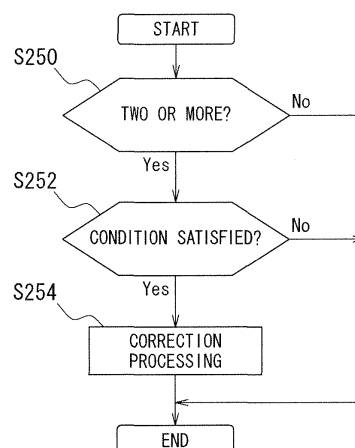 START
S250
TWO OR MORE?
No
Yes
S252
CONDITION SATISFIED?
No
Yes
S254
CORRECTION
PROCESSING
END